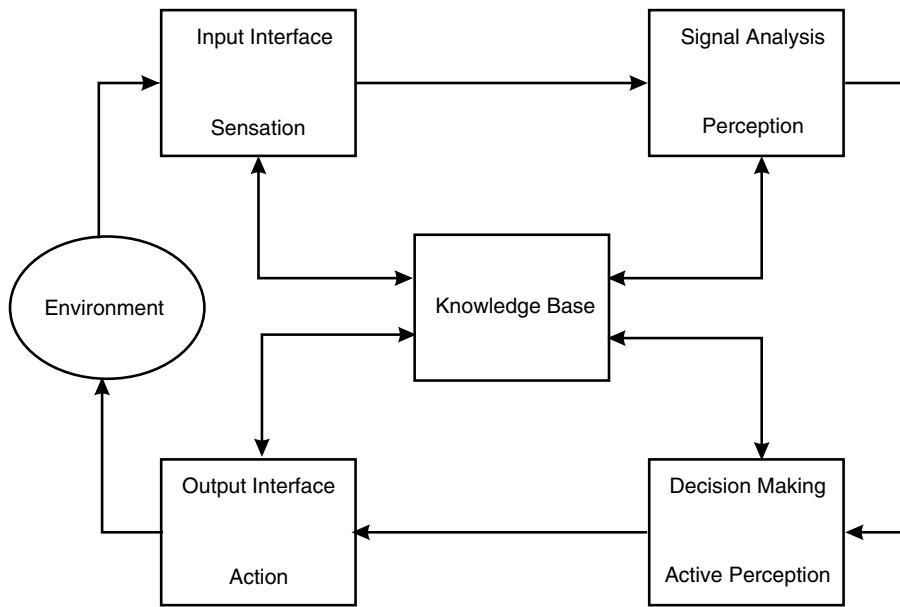 Input Interface
Sensation
Signal Analysis
Perception
Environment
Knowledge Base
Output Interface
Action
Decision Making
Active Perception